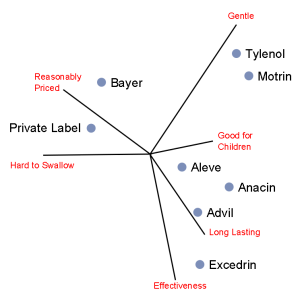 Gentle
Tylenol
Motrin
Reasonably
Priced
Bayer
Private Label
Good for
Children
Hard to Swallow
Aleve
Anacin
Advil
Long Lasting
Excedrin
Effectiveness